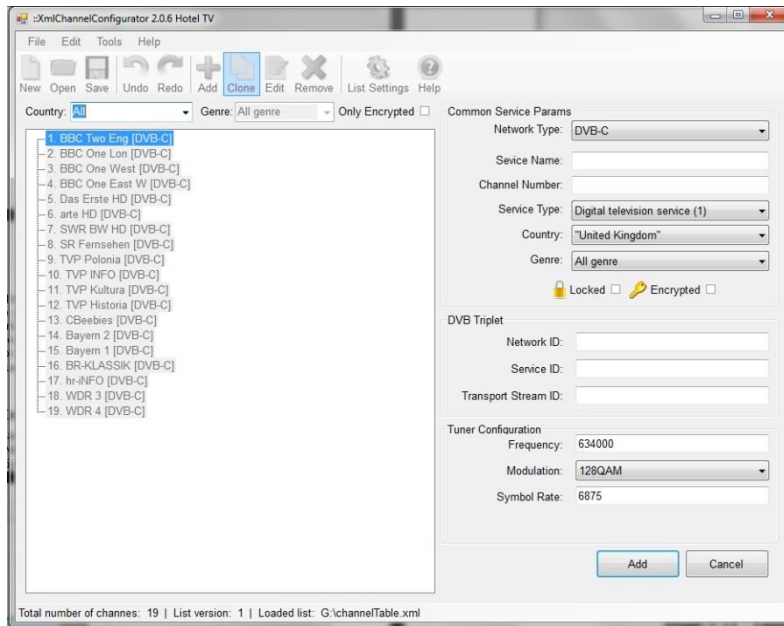 ::XmlChannelConfigurator 2.0.6 Hotel TV
File Edit Tools Help
New Open Save Undo Redo Add Clone Edit Remove List Settings Help
Country: All Genre: All genre Only Encrypted
1. BBC Two Eng [DVB-C]
2. BBC One Lon [DVB-C]
3. BBC One West [DVB-C]
4. BBC One East W [DVB-C]
5. Das Erste HD [DVB-C]
6. arte HD [DVB-C]
7. SWR BW HD [DVB-C]
8. SR Fernsehen [DVB-C]
9. TVP Polonia [DVB-C]
10. TVP INFO [DVB-C]
11. TVP Kultura [DVB-C]
12. TVP Historia [DVB-C]
13. CBeebies [DVB-C]
14. Bayern 2 [DVB-C]
15. Bayern 1 [DVB-C]
16. BR-KLASSIK [DVB-C]
17. hr-iNFO [DVB-C]
18. WDR 3 [DVB-C]
19. WDR 4 [DVB-C]
Common Service Params
Network Type: DVB-C
Sevice Name:
Channel Number:
Service Type: Digital television service (1)
Country: "United Kingdom"
Genre: All genre
Locked Encrypted
DVB Triplet
Network ID:
Service ID:
Transport Stream ID:
Tuner Configuration
Frequency: 634000
Modulation: 128QAM
Symbol Rate: 6875
Add Cancel
Total number of channes: 19 | List version: 1 | Loaded list: G:\channelTable.xml